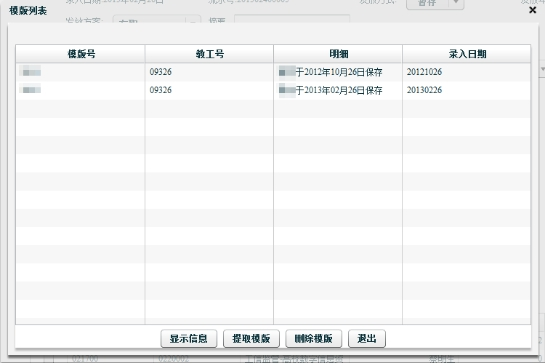 模版列表
模版号 教工号 明细 录入日期
09326 于2012年10月26日保存 20121026
09326 于2013年02月26日保存 20130226
显示信息 提取模版 删除模版 退出